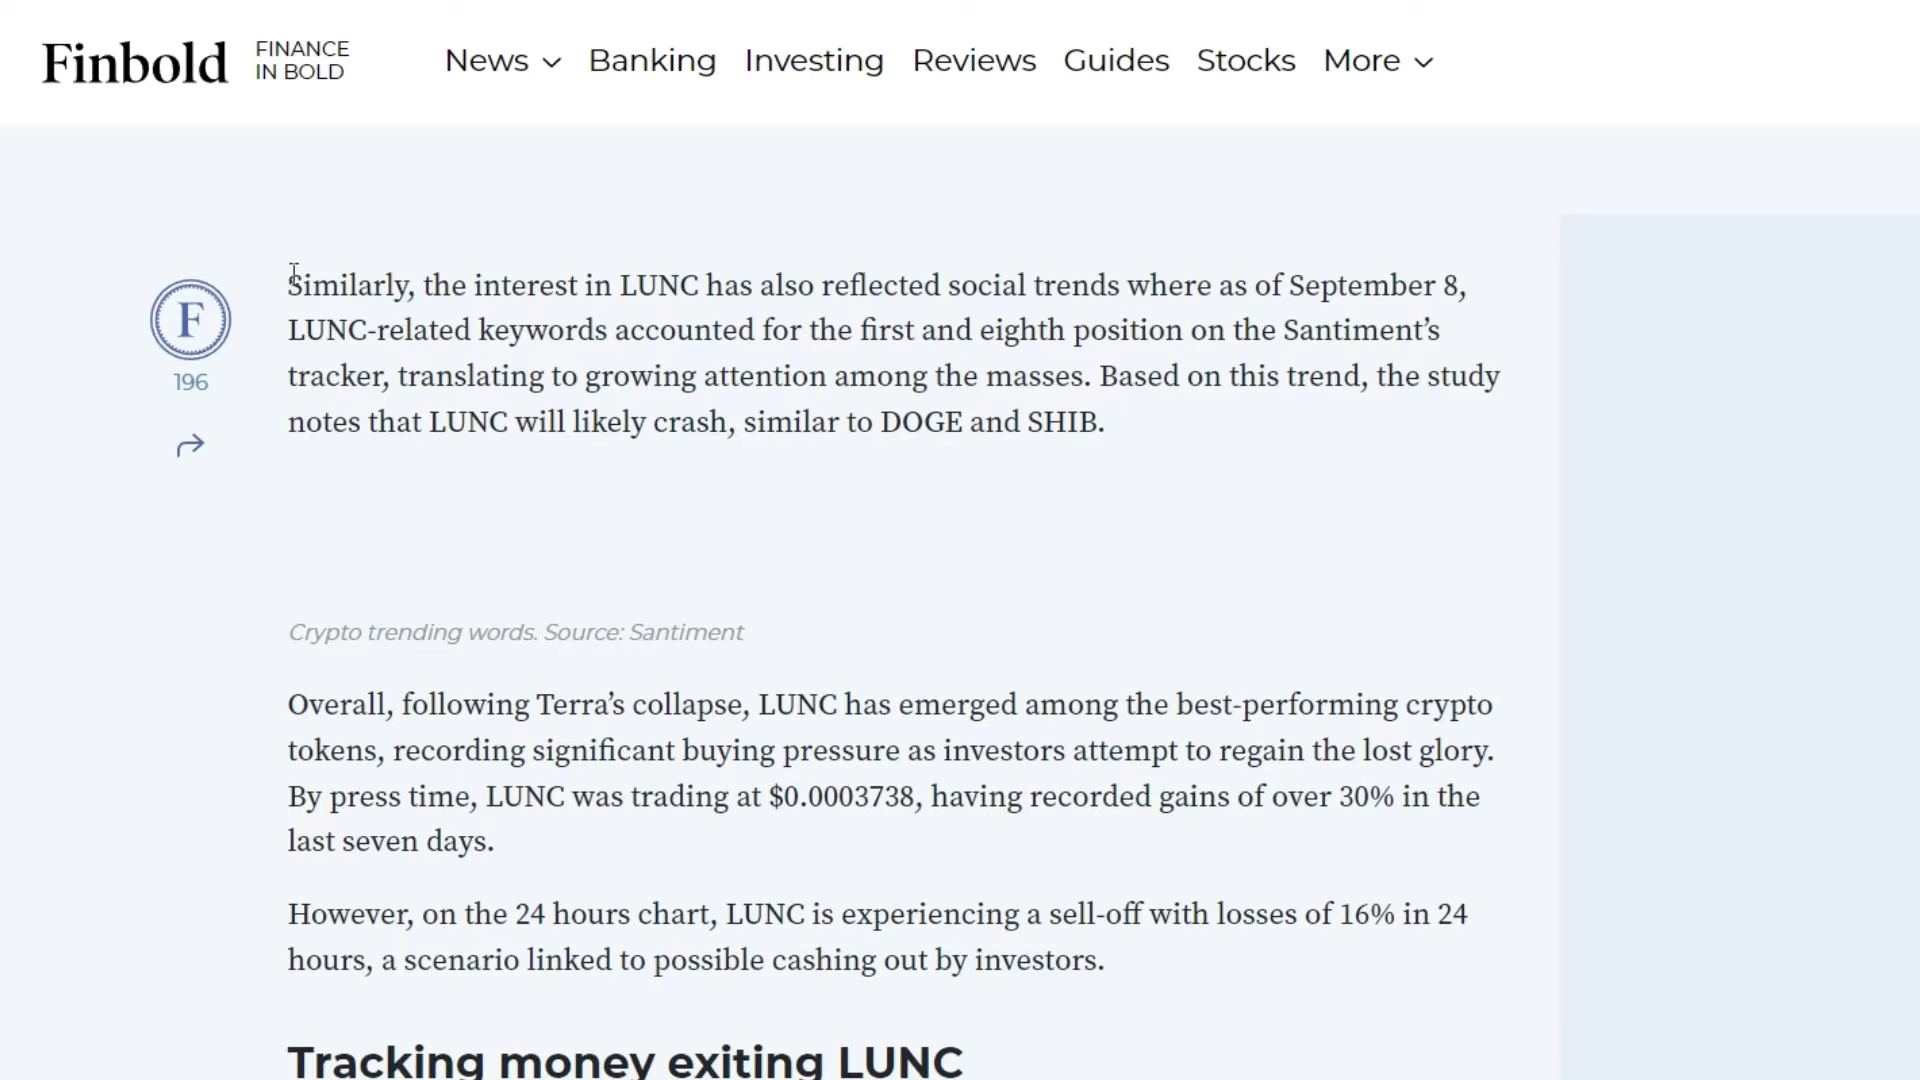 Finbold FINANCE IN BOLD
News Banking Investing Reviews Guides Stocks More
F
196
Similarly, the interest in LUNC has also reflected social trends where as of September 8,
LUNC-related keywords accounted for the first and eighth position on the Santiment’s
tracker, translating to growing attention among the masses. Based on this trend, the study
notes that LUNC will likely crash, similar to DOGE and SHIB.
Crypto trending words. Source: Santiment
Overall, following Terra’s collapse, LUNC has emerged among the best-performing crypto
tokens, recording significant buying pressure as investors attempt to regain the lost glory.
By press time, LUNC was trading at $0.0003738, having recorded gains of over 30% in the
last seven days.
However, on the 24 hours chart, LUNC is experiencing a sell-off with losses of 16% in 24
hours, a scenario linked to possible cashing out by investors.
Tracking money exiting LUNC